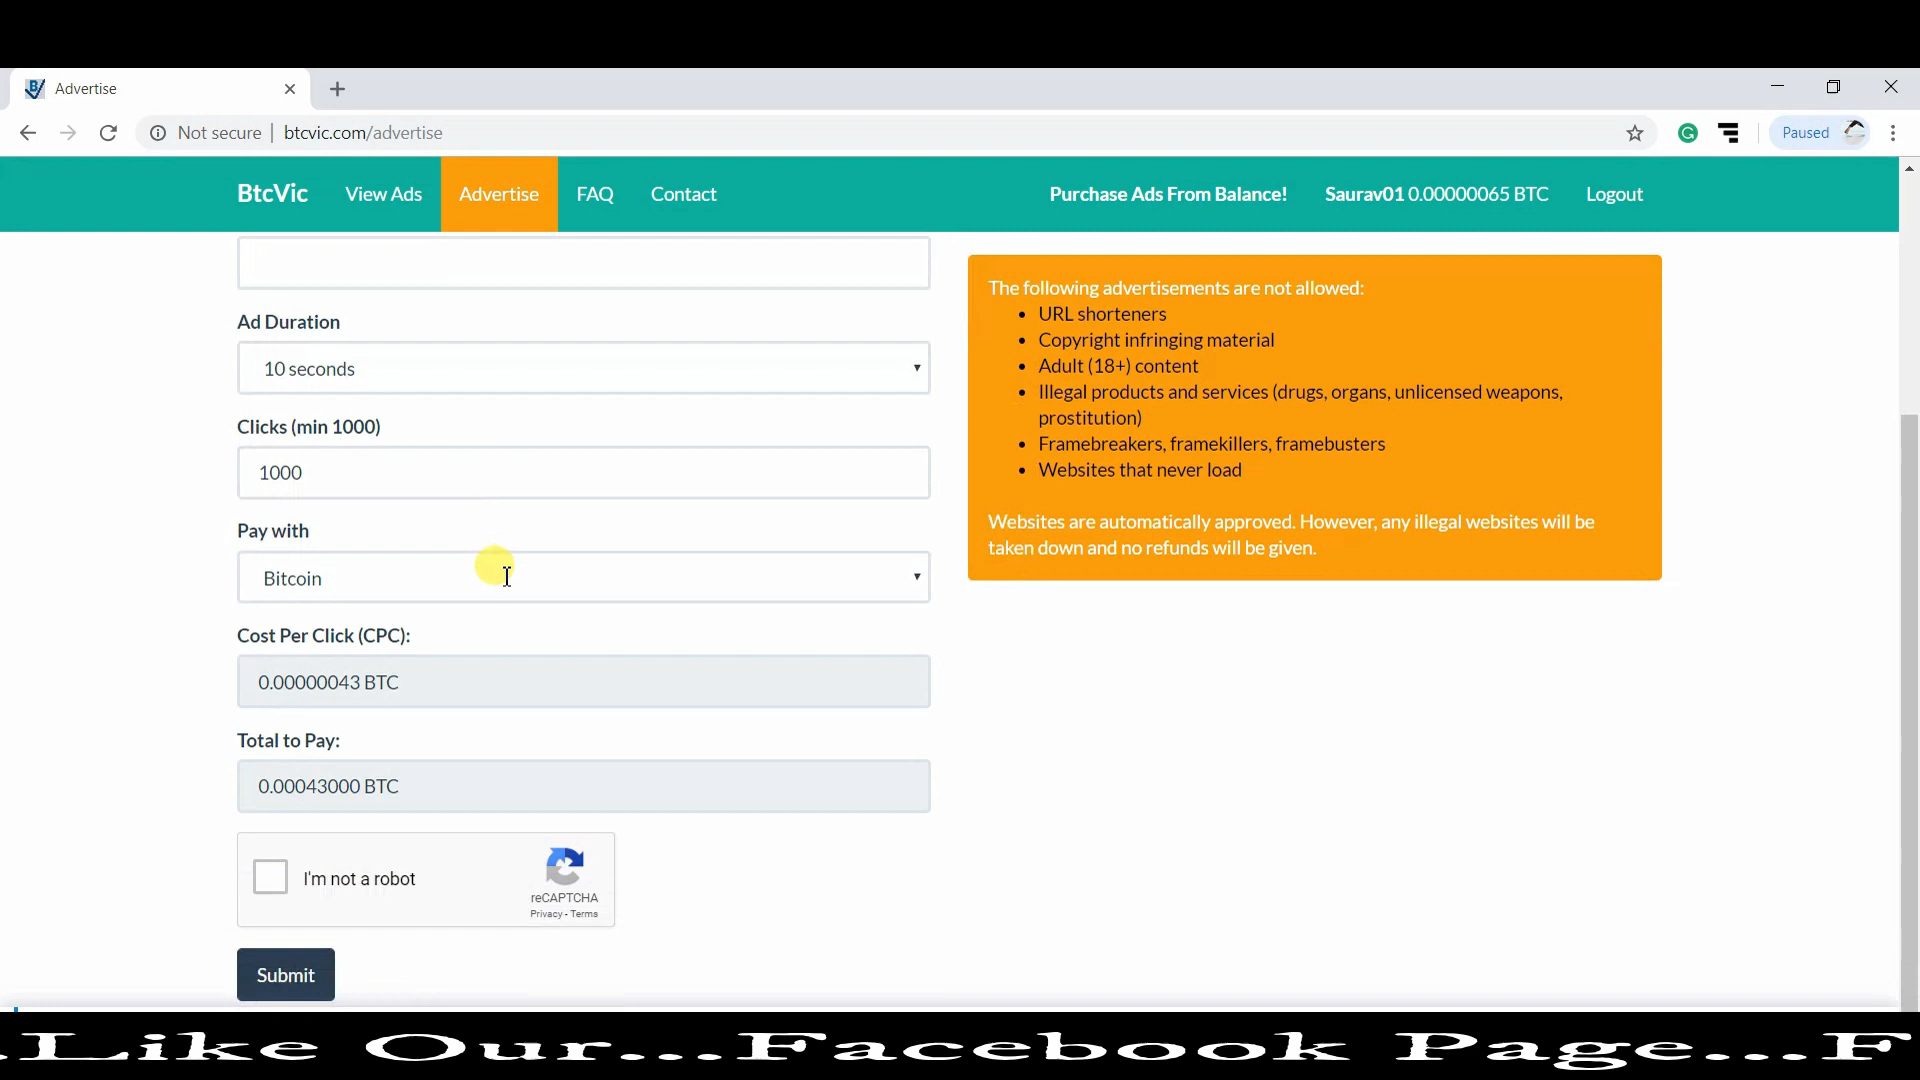 Advertise
Not secure | btcvic.com/advertise
Paused
BtcVic View Ads Advertise FAQ Contact Purchase Ads From Balance! Saurav01 0.00000065 BTC Logout
Ad Duration
10 seconds
Clicks (min 1000)
1000
Pay with
Bitcoin
Cost Per Click (CPC):
0.00000043 BTC
Total to Pay:
0.00043000 BTC
I'm not a robot
reCAPTCHA
Privacy - Terms
Submit
The following advertisements are not allowed:
• URL shorteners
• Copyright infringing material
• Adult (18+) content
• Illegal products and services (drugs, organs, unlicensed weapons,
prostitution)
• Framebreakers, framekillers, framebusters
• Websites that never load
Websites are automatically approved. However, any illegal websites will be
taken down and no refunds will be given.
.Like Our...Facebook Page...F